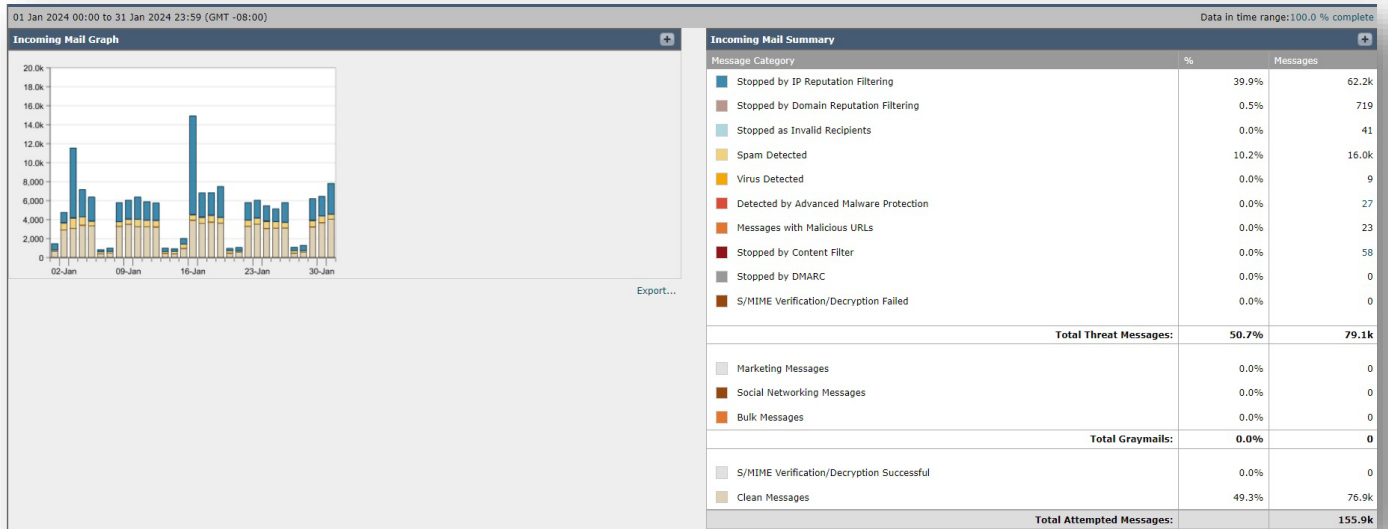 01 Jan 2024 00:00 to 31 Jan 2024 23:59 (GMT -08:00)
Data in time range:100.0 % complete
Incoming Mail Graph
+
20.0k
18.0k
16.0k
14.0k
12.0k
10.0k
8,000
6,000
4,000
2,000
0
02-Jan 09-Jan 16-Jan 23-Jan 30-Jan
Export...
Incoming Mail Summary
+
Message Category % Messages
Stopped by IP Reputation Filtering 39.9% 62.2k
Stopped by Domain Reputation Filtering 0.5% 719
Stopped as Invalid Recipients 0.0% 41
Spam Detected 10.2% 16.0k
Virus Detected 0.0% 9
Detected by Advanced Malware Protection 0.0% 27
Messages with Malicious URLs 0.0% 23
Stopped by Content Filter 0.0% 58
Stopped by DMARC 0.0% 0
S/MIME Verification/Decryption Failed 0.0% 0
Total Threat Messages: 50.7% 79.1k
Marketing Messages 0.0% 0
Social Networking Messages 0.0% 0
Bulk Messages 0.0% 0
Total Graymails: 0.0% 0
S/MIME Verification/Decryption Successful 0.0% 0
Clean Messages 49.3% 76.9k
Total Attempted Messages: 155.9k